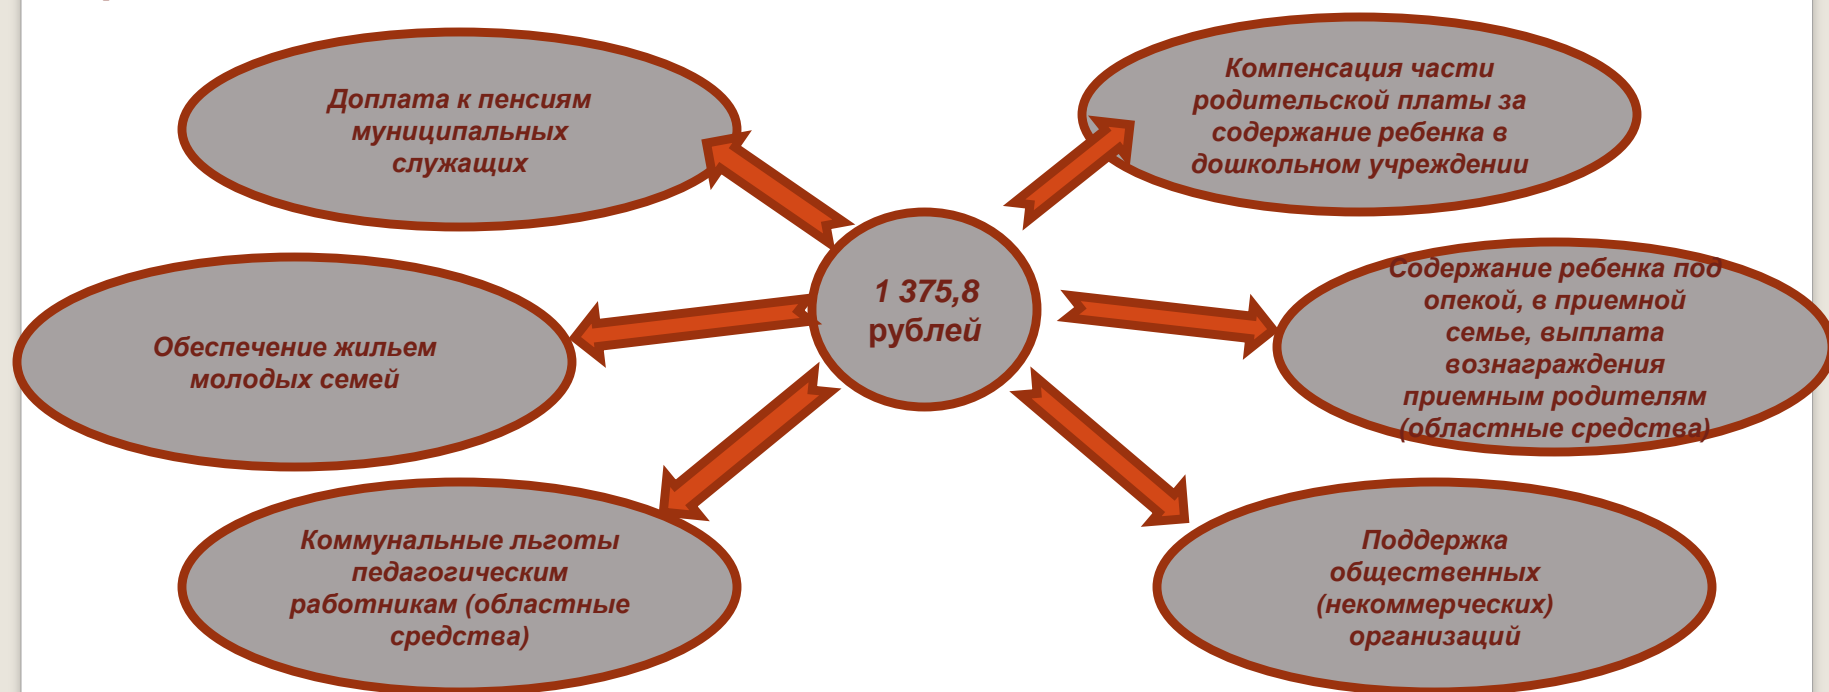 Доплата к пенсиям
муниципальных
служащих
Компенсация части
родительской платы за
содержание ребенка в
дошкольном учреждении
1 375,8
рублей
Обеспечение жильем
молодых семей
Содержание ребенка под
опекой, в приемной
семье, выплата
вознаграждения
приемным родителям
(областные средства)
Коммунальные льготы
педагогическим
работникам (областные
средства)
Поддержка
общественных
(некоммерческих)
организаций